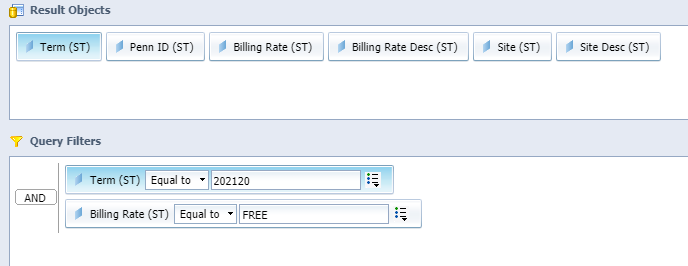 Result Objects
Term (ST) Penn ID (ST) Billing Rate (ST) Billing Rate Desc (ST) Site (ST) Site Desc (ST)
Query Filters
AND
Term (ST) Equal to 202120
Billing Rate (ST) Equal to FREE